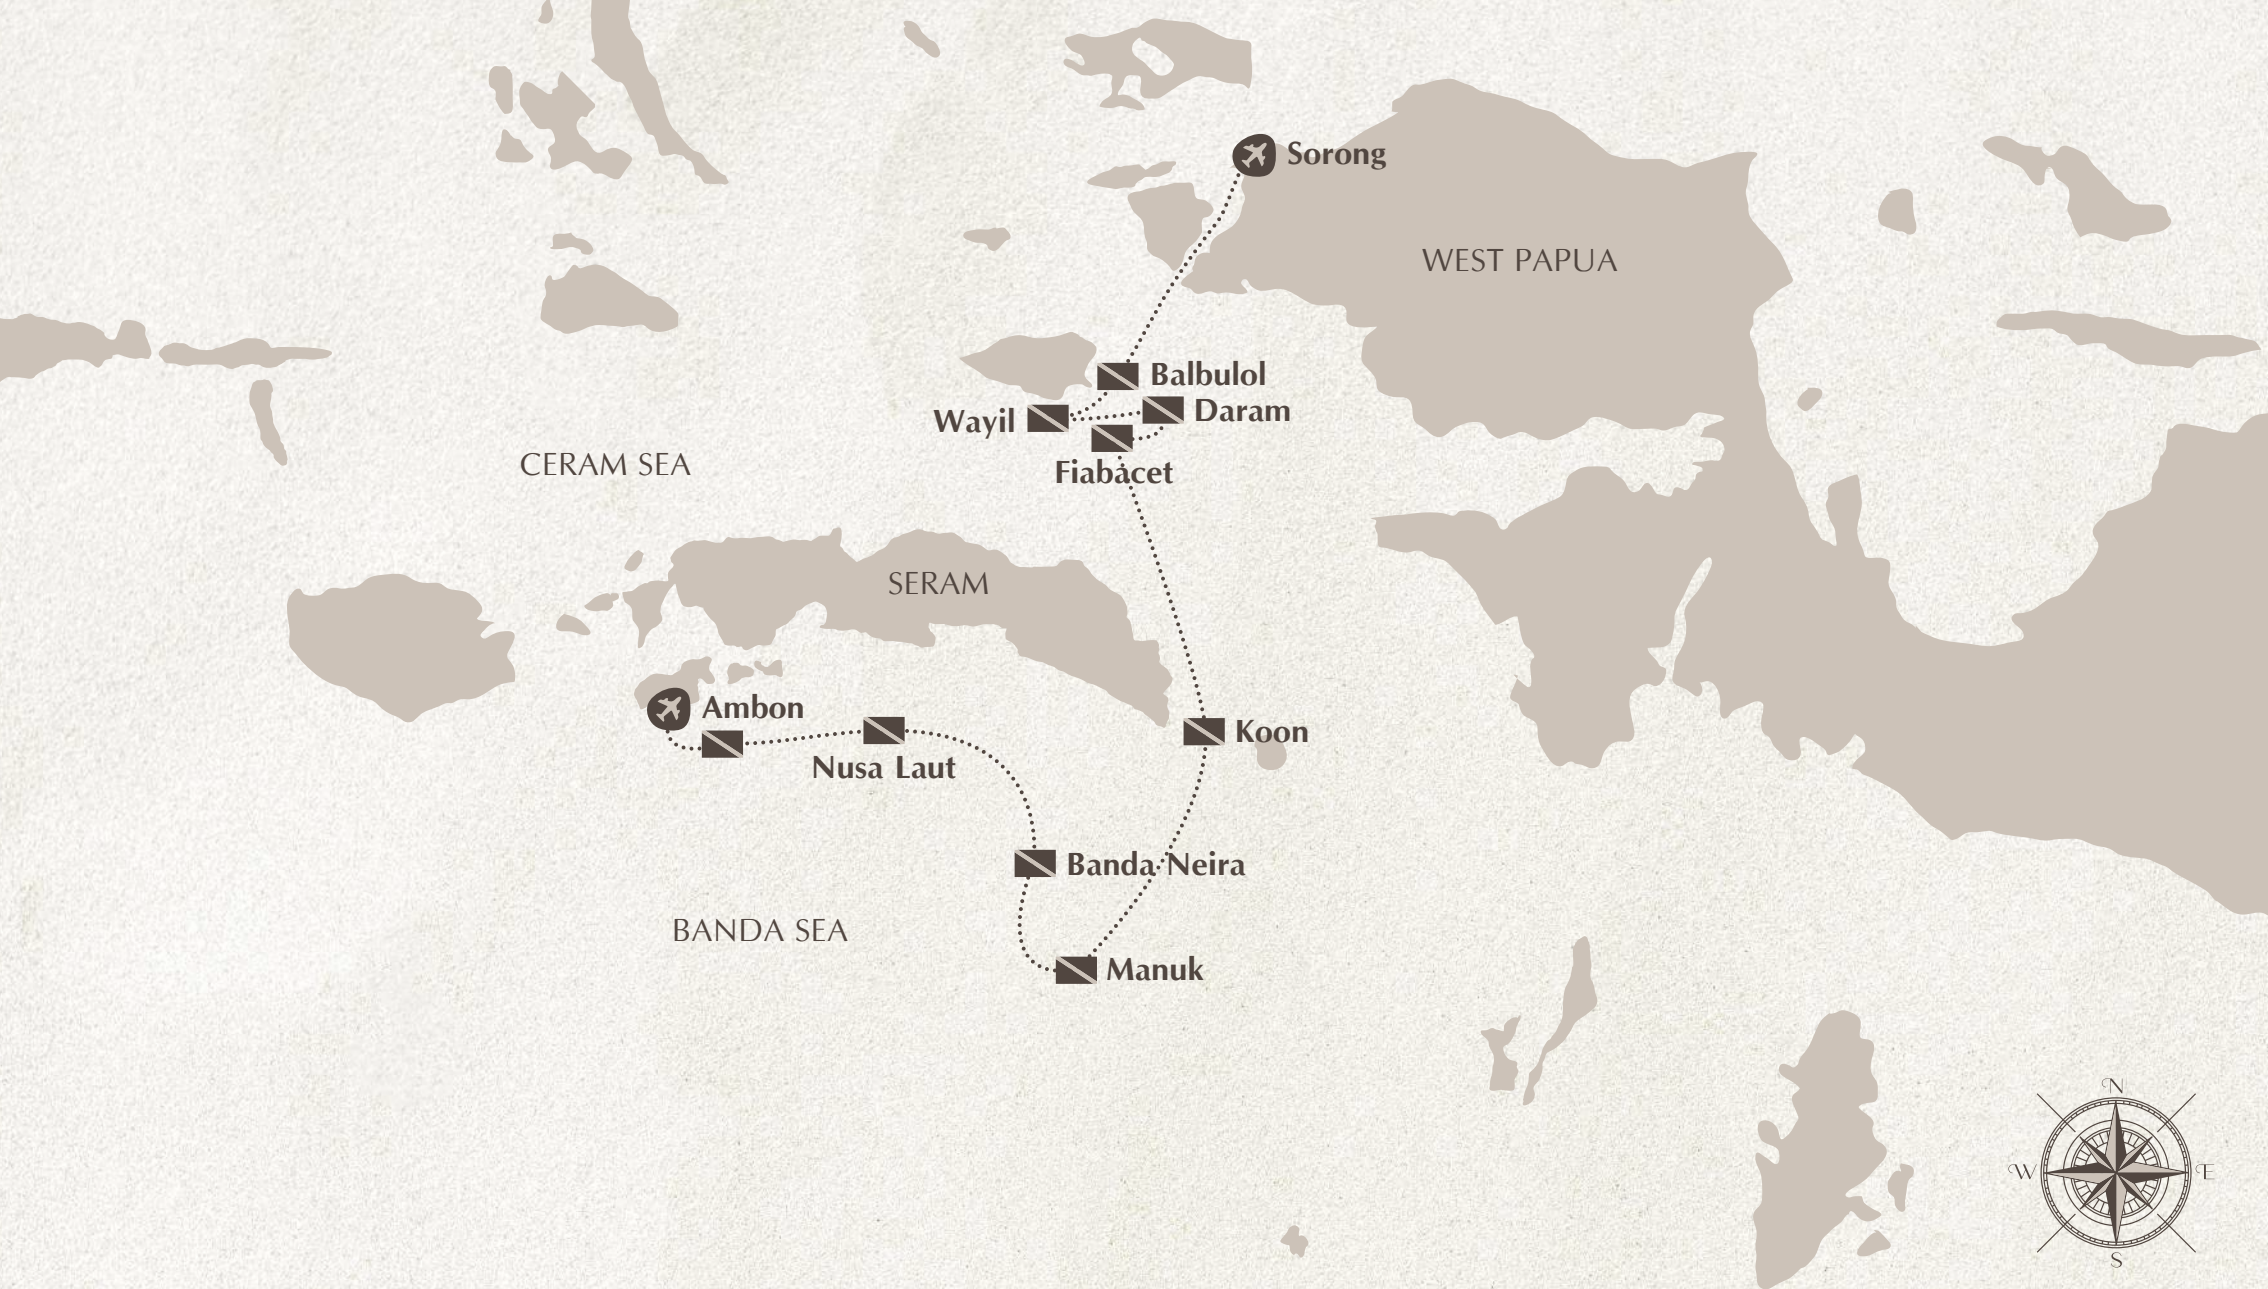 Sorong
WEST PAPUA
Balbulol
Daram
Wayil
CERAM SEA
Fiabacet
SERAM
Ambon
Koon
Nusa Laut
Banda Neira
BANDA SEA
Manuk
N
W
E
S